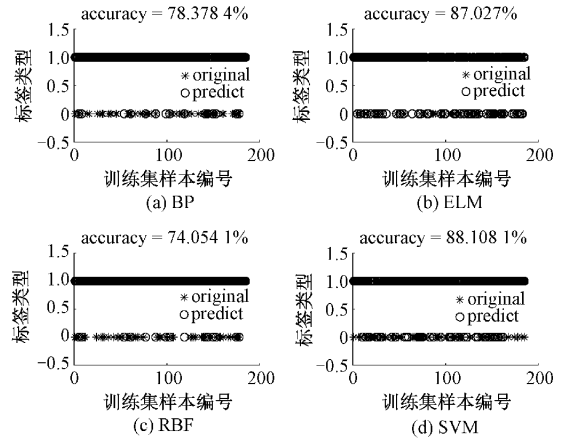 accuracy = 78.378 4%
标签类型
1.5
1.0
0.5
0
−0.5
* original
○ predict
0
100
200
训练集样本编号
(a) BP
accuracy = 87.027%
标签类型
1.5
1.0
0.5
0
−0.5
* original
○ predict
0
100
200
训练集样本编号
(b) ELM
accuracy = 74.054 1%
标签类型
1.5
1.0
0.5
0
−0.5
* original
○ predict
0
100
200
训练集样本编号
(c) RBF
accuracy = 88.108 1%
标签类型
1.5
1.0
0.5
0
−0.5
* original
○ predict
0
100
200
训练集样本编号
(d) SVM